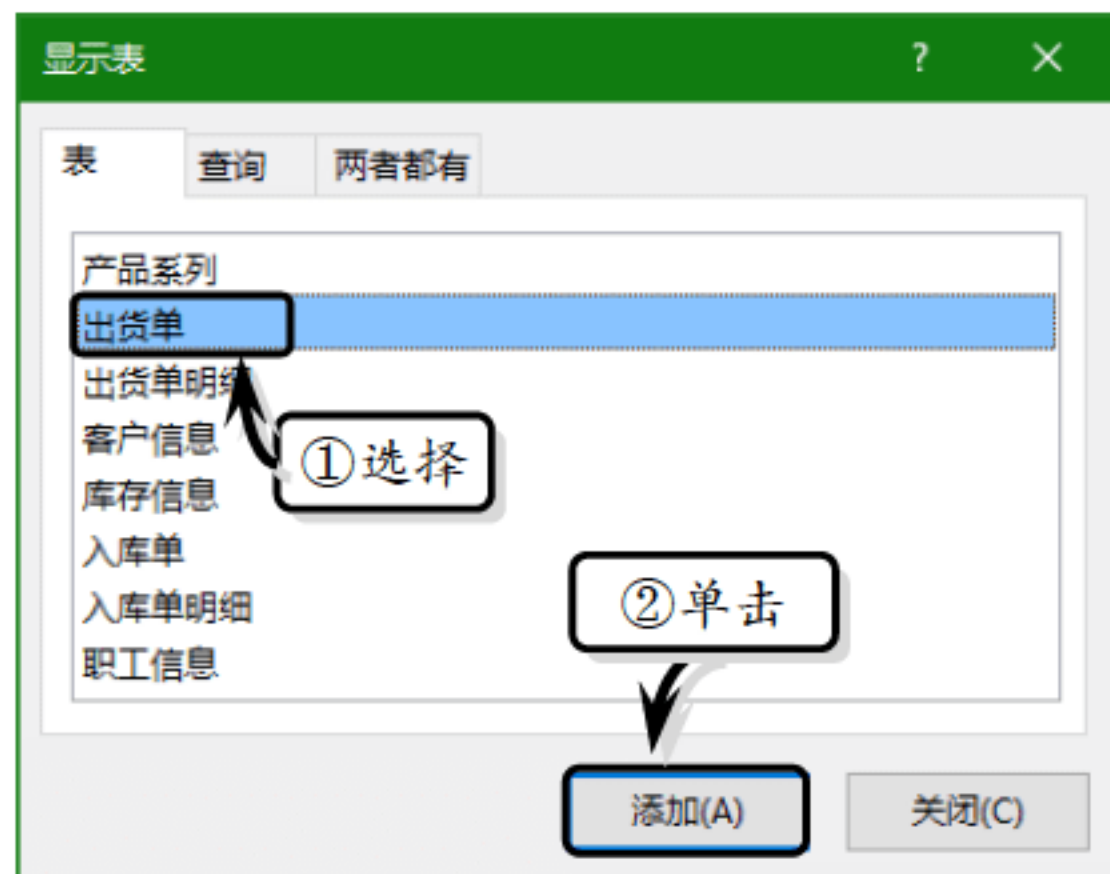 显示表 ? ×
表 查询 两者都有
产品系列
出货单
出货单明细
客户信息
①选择
库存信息
入库单
②单击
入库单明细
职工信息
添加(A) 关闭(C)